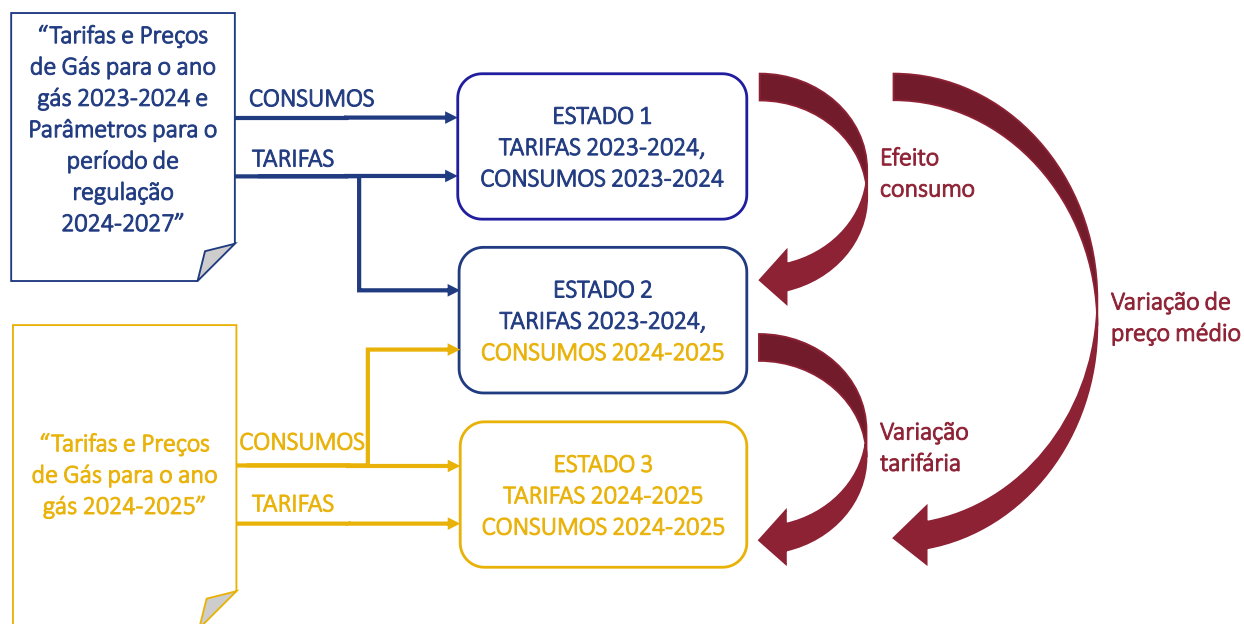 “Tarifas e Preços
de Gás para o ano
gás 2023-2024 e
Parâmetros para o
período de
regulação
2024-2027”
CONSUMOS
TARIFAS
ESTADO 1
TARIFAS 2023-2024,
CONSUMOS 2023-2024
Efeito
consumo
ESTADO 2
TARIFAS 2023-2024,
CONSUMOS 2024-2025
Variação de
preço médio
“Tarifas e Preços
de Gás para o ano
gás 2024-2025”
CONSUMOS
TARIFAS
ESTADO 3
TARIFAS 2024-2025
CONSUMOS 2024-2025
Variação
tarifária